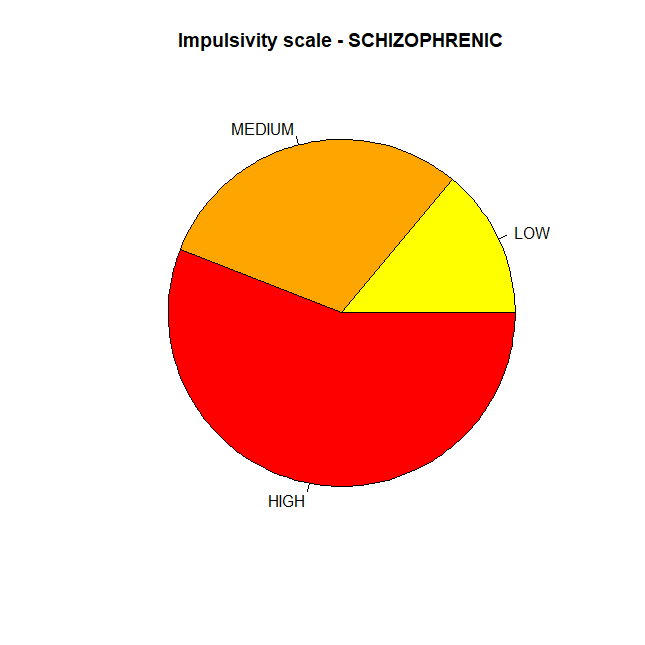 Impulsivity scale - SCHIZOPHRENIC
MEDIUM
LOW
HIGH